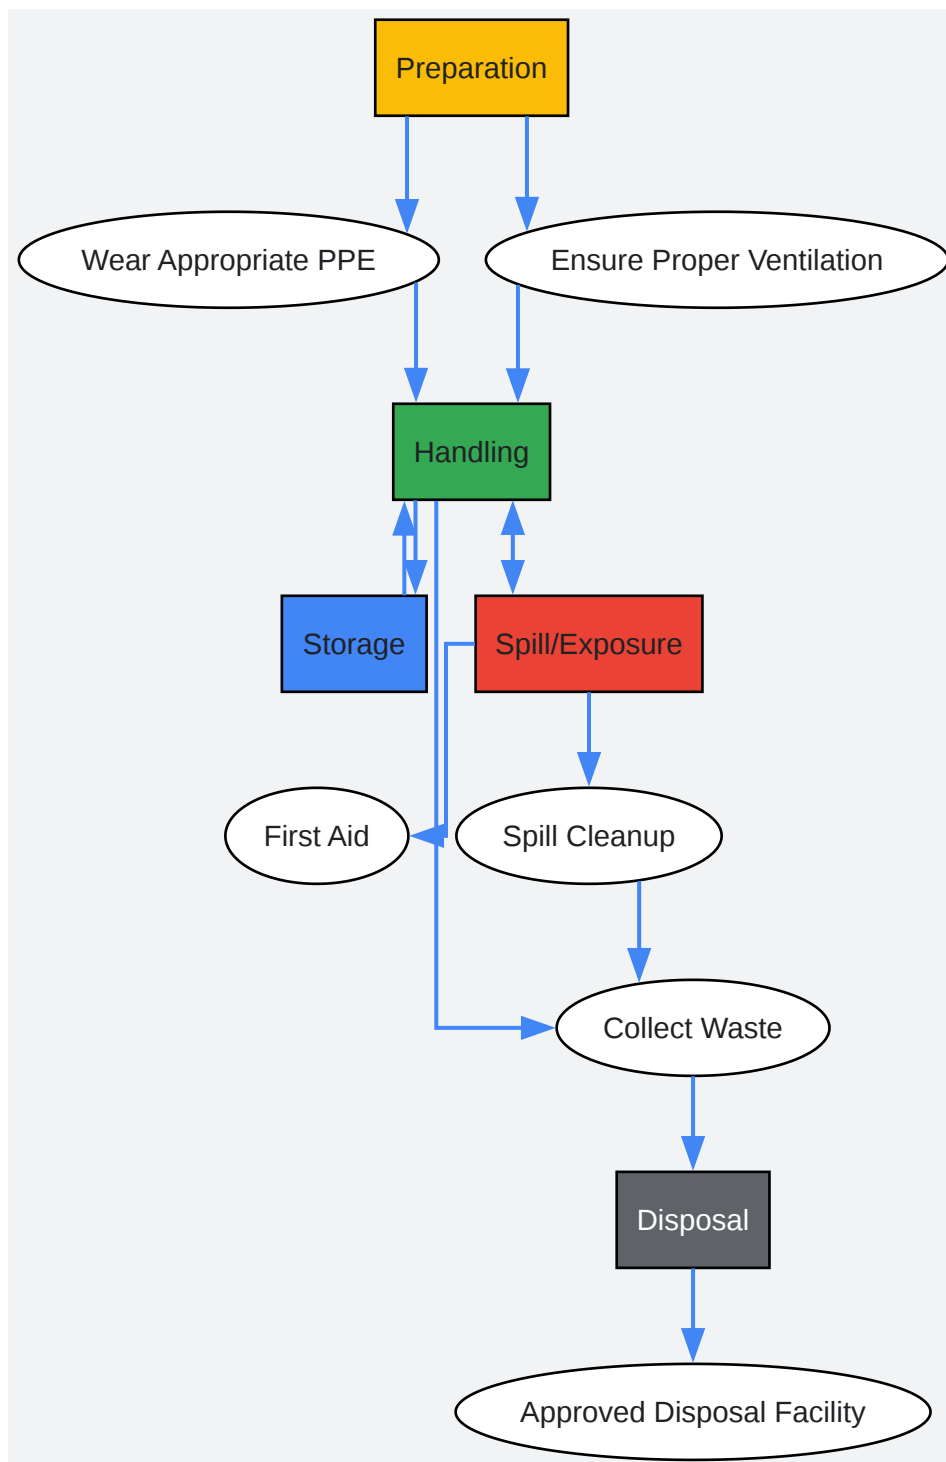 Preparation
Wear Appropriate PPE
Ensure Proper Ventilation
Handling
Storage
Spill/Exposure
First Aid
Spill Cleanup
Collect Waste
Disposal
Approved Disposal Facility